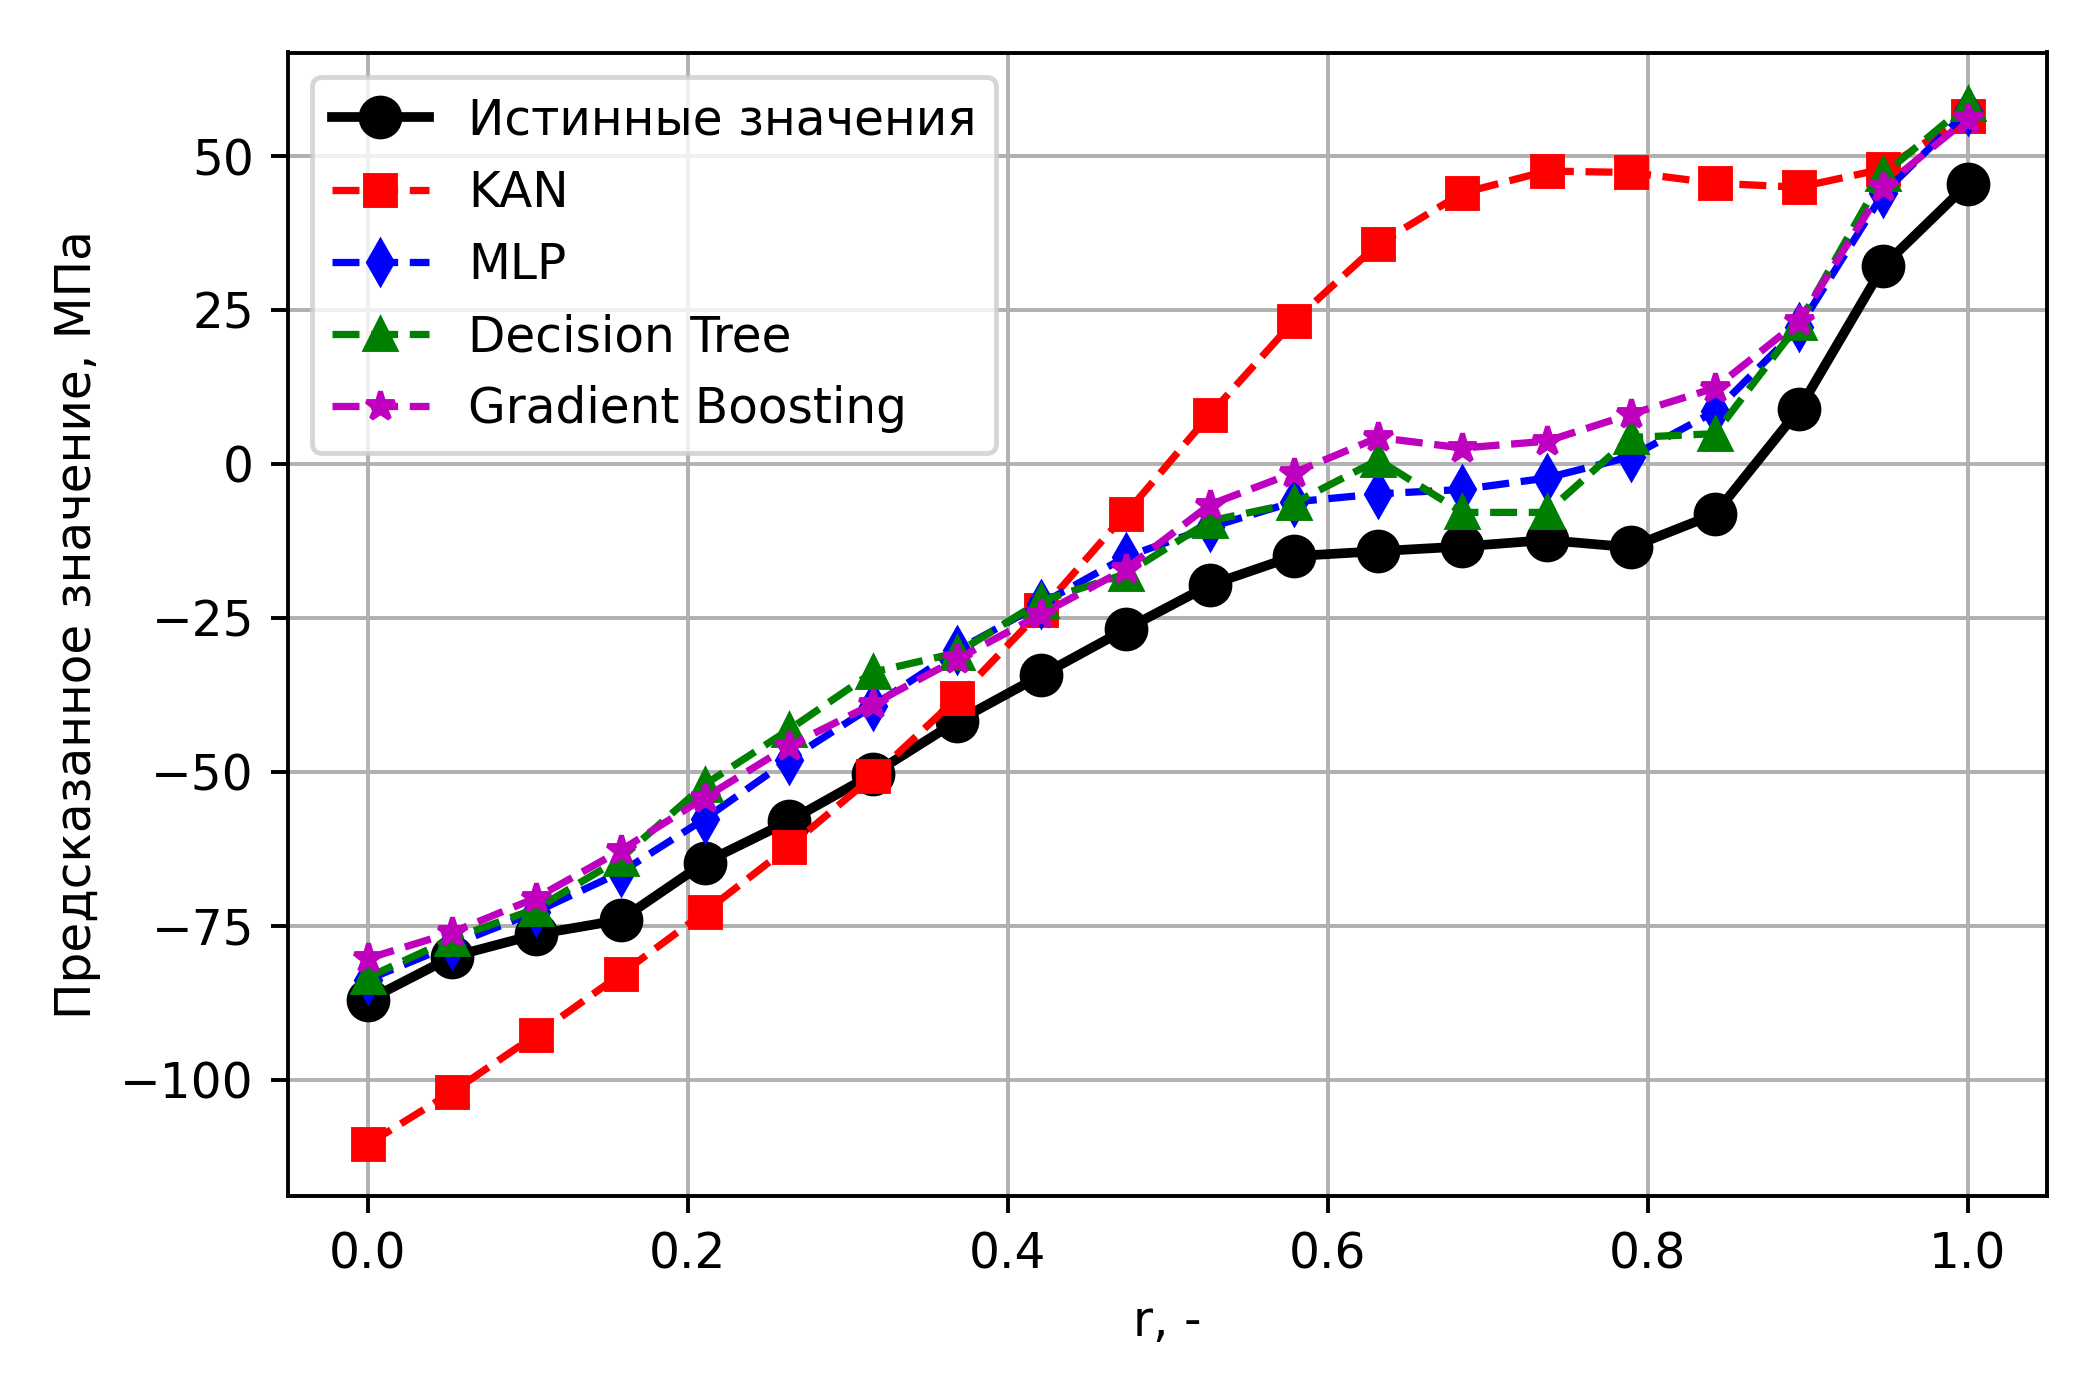 Истинные значения
KAN
MLP
Decision Tree
Gradient Boosting
Предсказанное значение, МПа
50
25
0
−25
−50
−75
−100
0.0 0.2 0.4 0.6 0.8 1.0
r, -